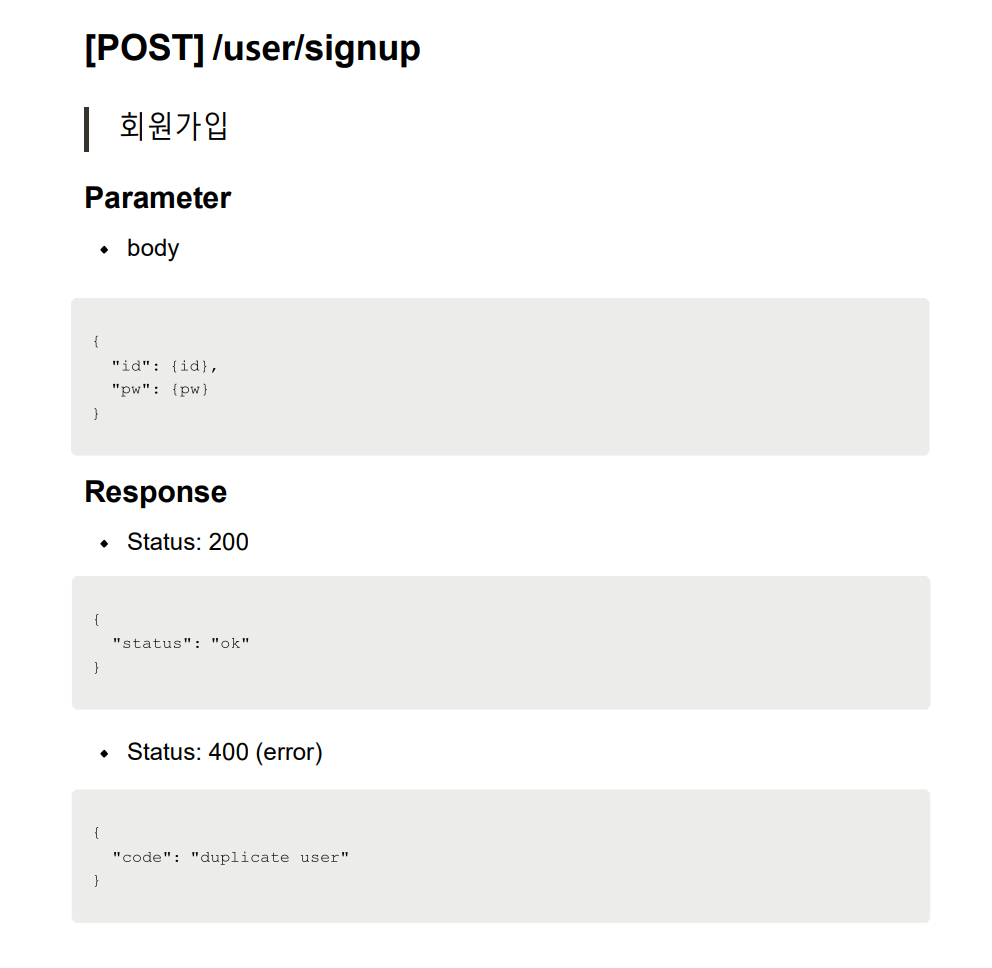 [POST] /user/signup
회원가입
Parameter
body
{
"id": {id},
"pw": {pw}
}
Response
Status: 200
{
"status": "ok"
}
Status: 400 (error)
{
"code": "duplicate user"
}